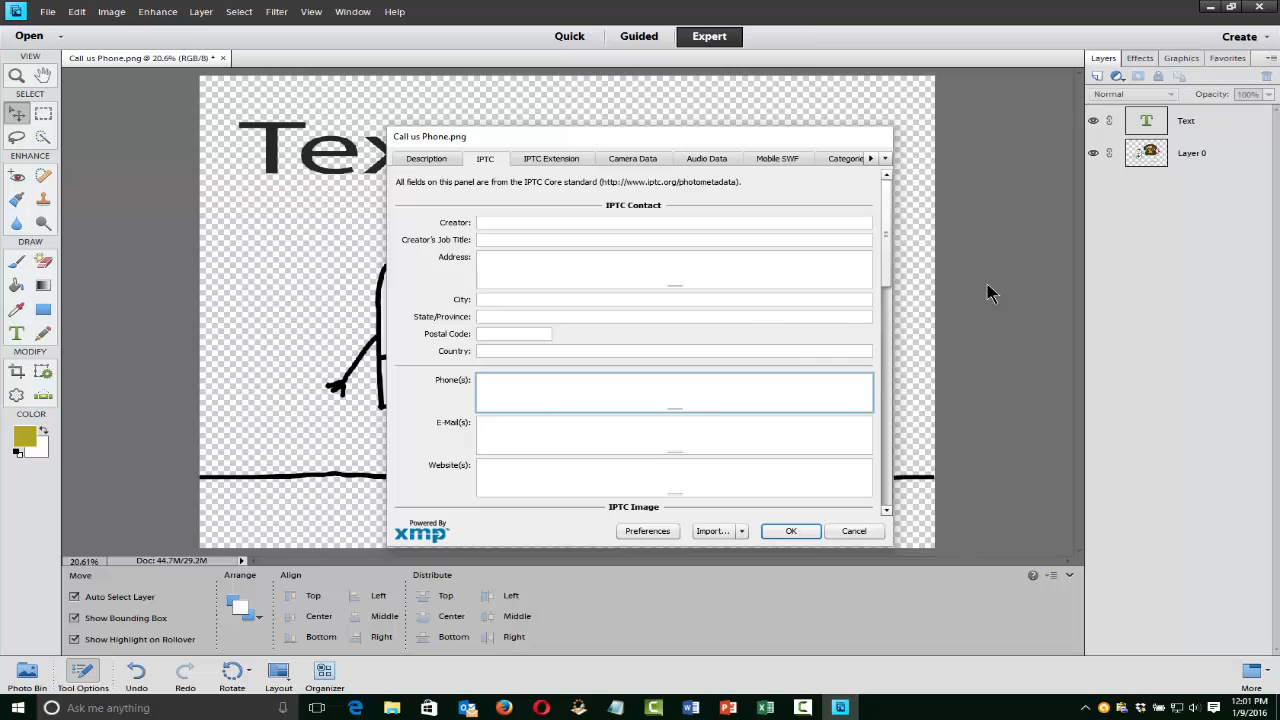 File Edit Image Enhance Layer Select Filter View Window Help
Open Quick Guided Expert Create
Call us Phone.png @ 20.6% (RGB/8) * ×
Layers Effects Graphics Favorites
VIEW
SELECT
ENHANCE
DRAW
MODIFY
COLOR
Normal Opacity: 100%
Text
Layer 0
Call us Phone.png
Description IPTC IPTC Extension Camera Data Audio Data Mobile SWF Categorie
All fields on this panel are from the IPTC Core standard (http://www.iptc.org/photometadata).
IPTC Contact
Creator:
Creator's Job Title:
Address:
City:
State/Province:
Postal Code:
Country:
Phone(s):
E-Mail(s):
Website(s):
IPTC Image
Powered By
xmp
Preferences Import... OK Cancel
20.61% Doc: 44.7M/29.2M
Move Arrange Align Distribute
Auto Select Layer Top Left Top Left
Show Bounding Box Center Middle Center Middle
Show Highlight on Rollover Bottom Right Bottom Right
Photo Bin Tool Options Undo Redo Rotate Layout Organizer More
Ask me anything
12:01 PM
1/9/2016